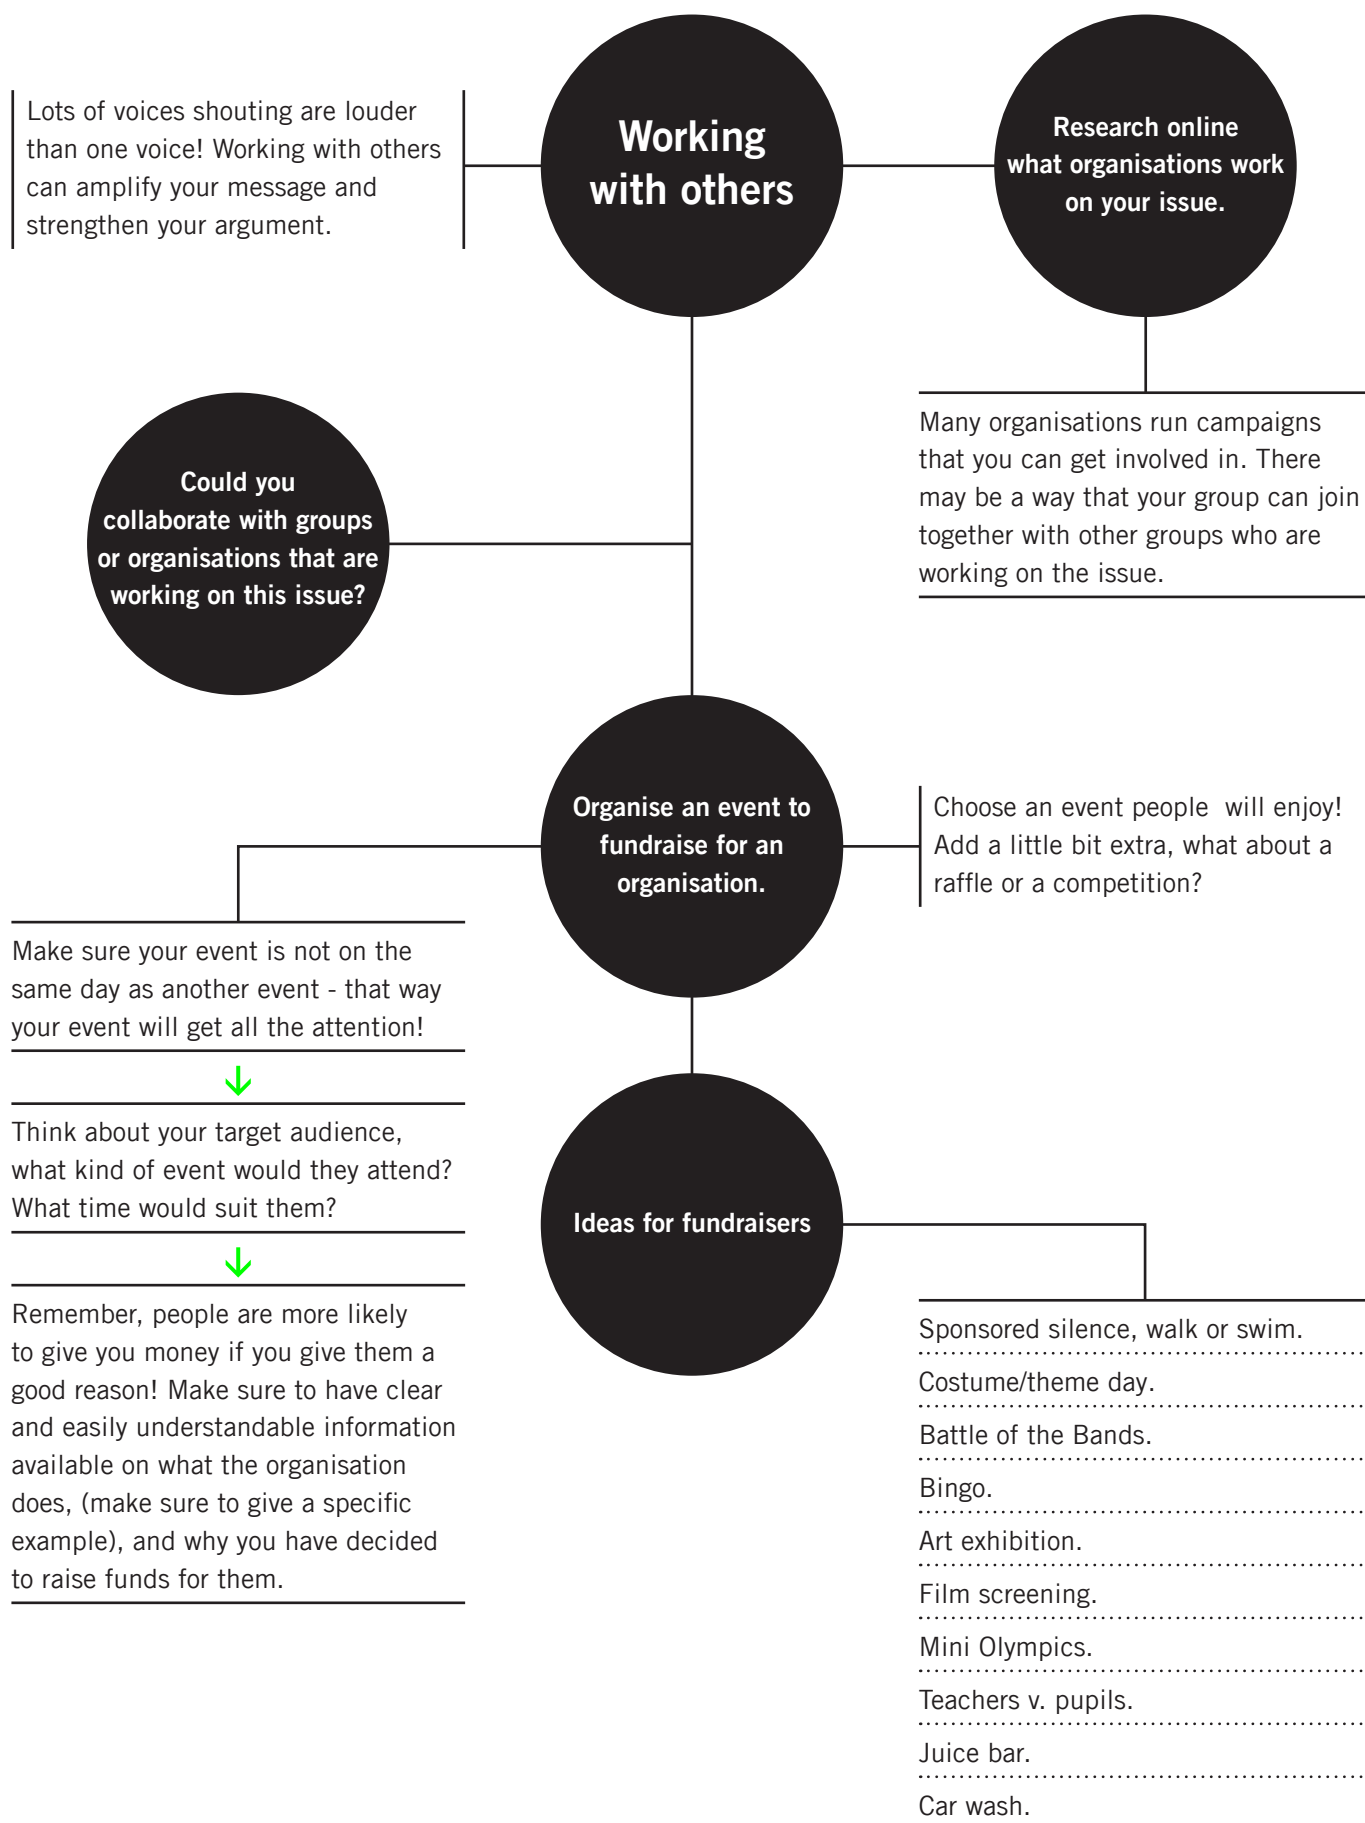 Lots of voices shouting are louder
than one voice! Working with others
can amplify your message and
strengthen your argument.
Working
with others
Research online
what organisations work
on your issue.
Many organisations run campaigns
that you can get involved in. There
may be a way that your group can join
together with other groups who are
working on the issue.
Could you
collaborate with groups
or organisations that are
working on this issue?
Organise an event to
fundraise for an
organisation.
Choose an event people  will enjoy!
Add a little bit extra, what about a
raffle or a competition?
Make sure your event is not on the
same day as another event - that way
your event will get all the attention!
Think about your target audience,
what kind of event would they attend?
What time would suit them?
Remember, people are more likely
to give you money if you give them a
good reason! Make sure to have clear
and easily understandable information
available on what the organisation
does, (make sure to give a specific
example), and why you have decided
to raise funds for them.
Ideas for fundraisers
Sponsored silence, walk or swim.
Costume/theme day.
Battle of the Bands.
Bingo.
Art exhibition.
Film screening.
Mini Olympics.
Teachers v. pupils.
Juice bar.
Car wash.